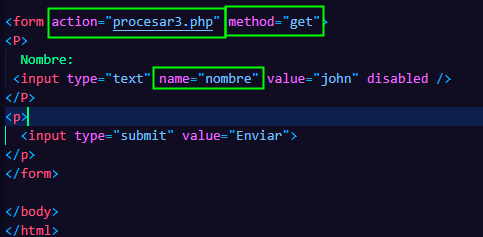 <form action="procesar3.php" method="get">
<P>
Nombre:
<input type="text" name="nombre" value="john" disabled />
</P>
<p>
<input type="submit" value="Enviar">
</p>
</form>
</body>
</html>